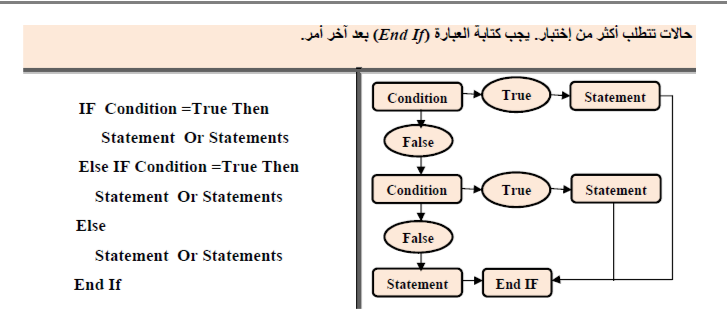 حالات تتطلب أكثر من إختبار. يجب كتابة العبارة (End If) بعد آخر أمر.
IF Condition =True Then
Statement Or Statements
Else IF Condition =True Then
Statement Or Statements
Else
Statement Or Statements
End If
Condition
True
Statement
False
Condition
True
Statement
False
Statement
End IF